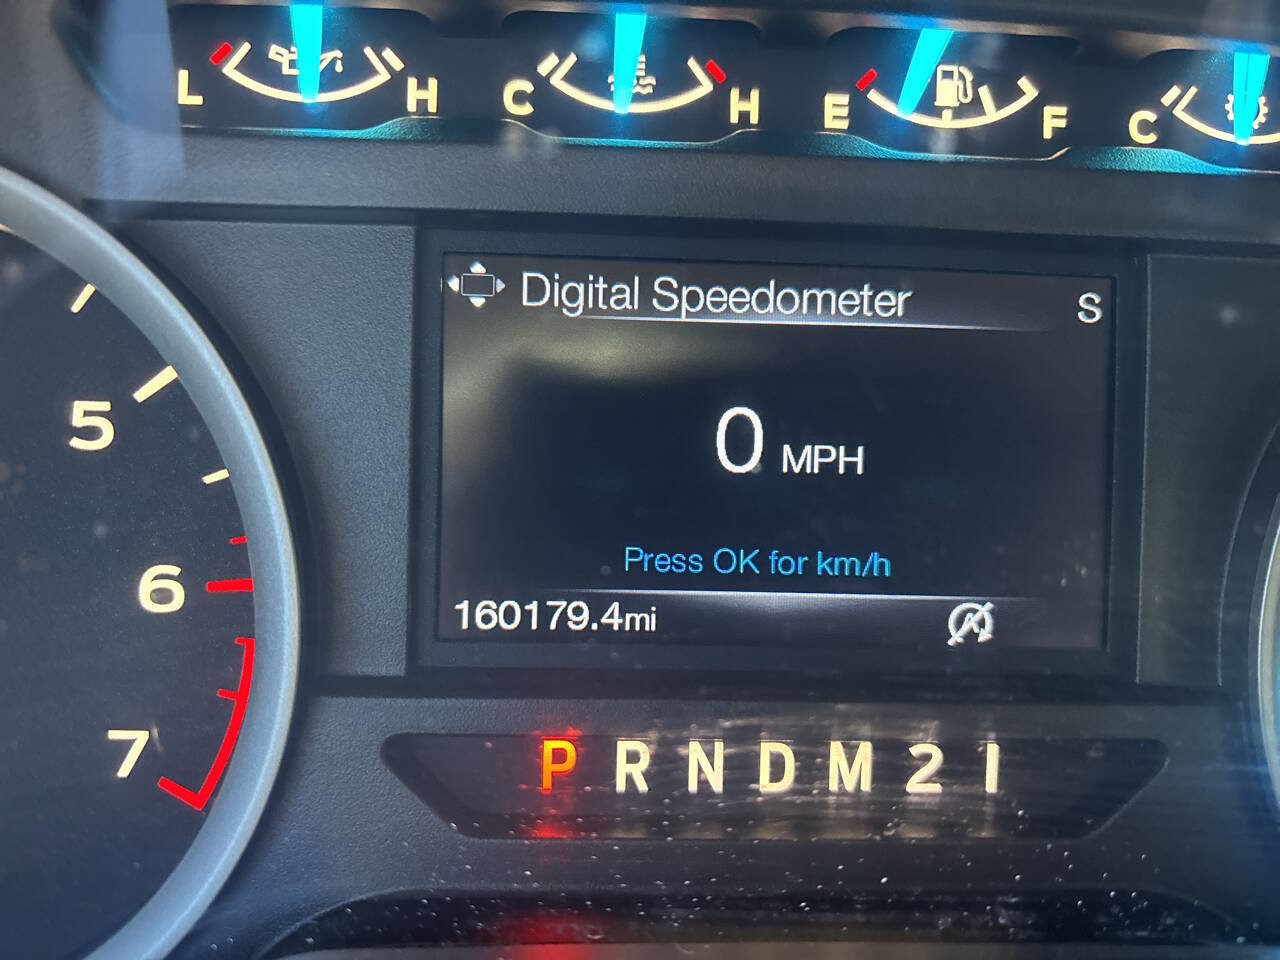 L H C H E F C
Digital Speedometer S
5
0 MPH
Press OK for km/h
6
160179.4mi
7
P R N D M 2 1